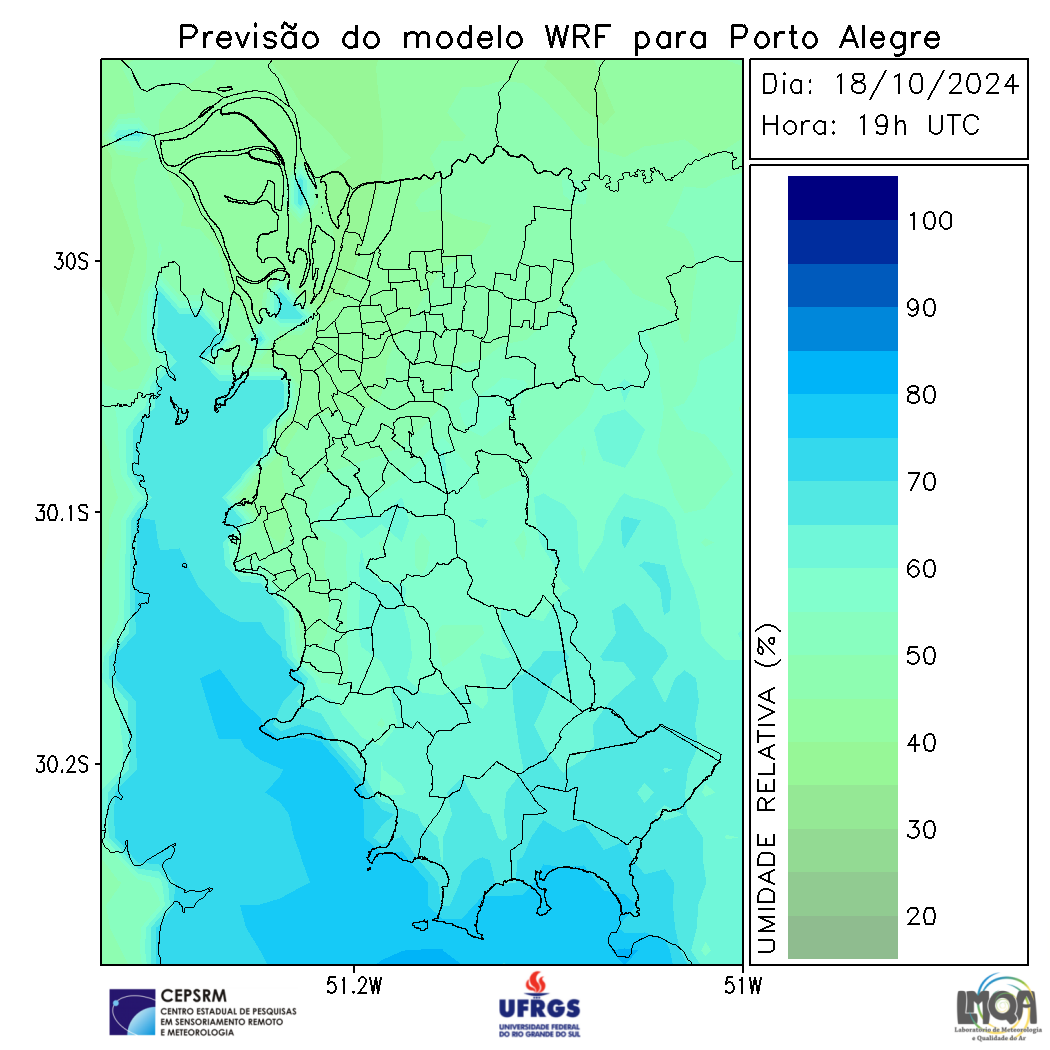 Previsão do modelo WRF para Porto Alegre
Dia: 18/10/2024
Hora: 19h UTC
30S
30.1S
30.2S
51.2W
51W
100
90
80
70
60
50
40
30
20
UMIDADE RELATIVA (%)
CEPSRM
CENTRO ESTADUAL DE PESQUISAS
EM SENSORIAMENTO REMOTO
E METEOROLOGIA
UFRGS
UNIVERSIDADE FEDERAL
DO RIO GRANDE DO SUL
LMQA
Laboratório de Meteorologia
e Qualidade do Ar